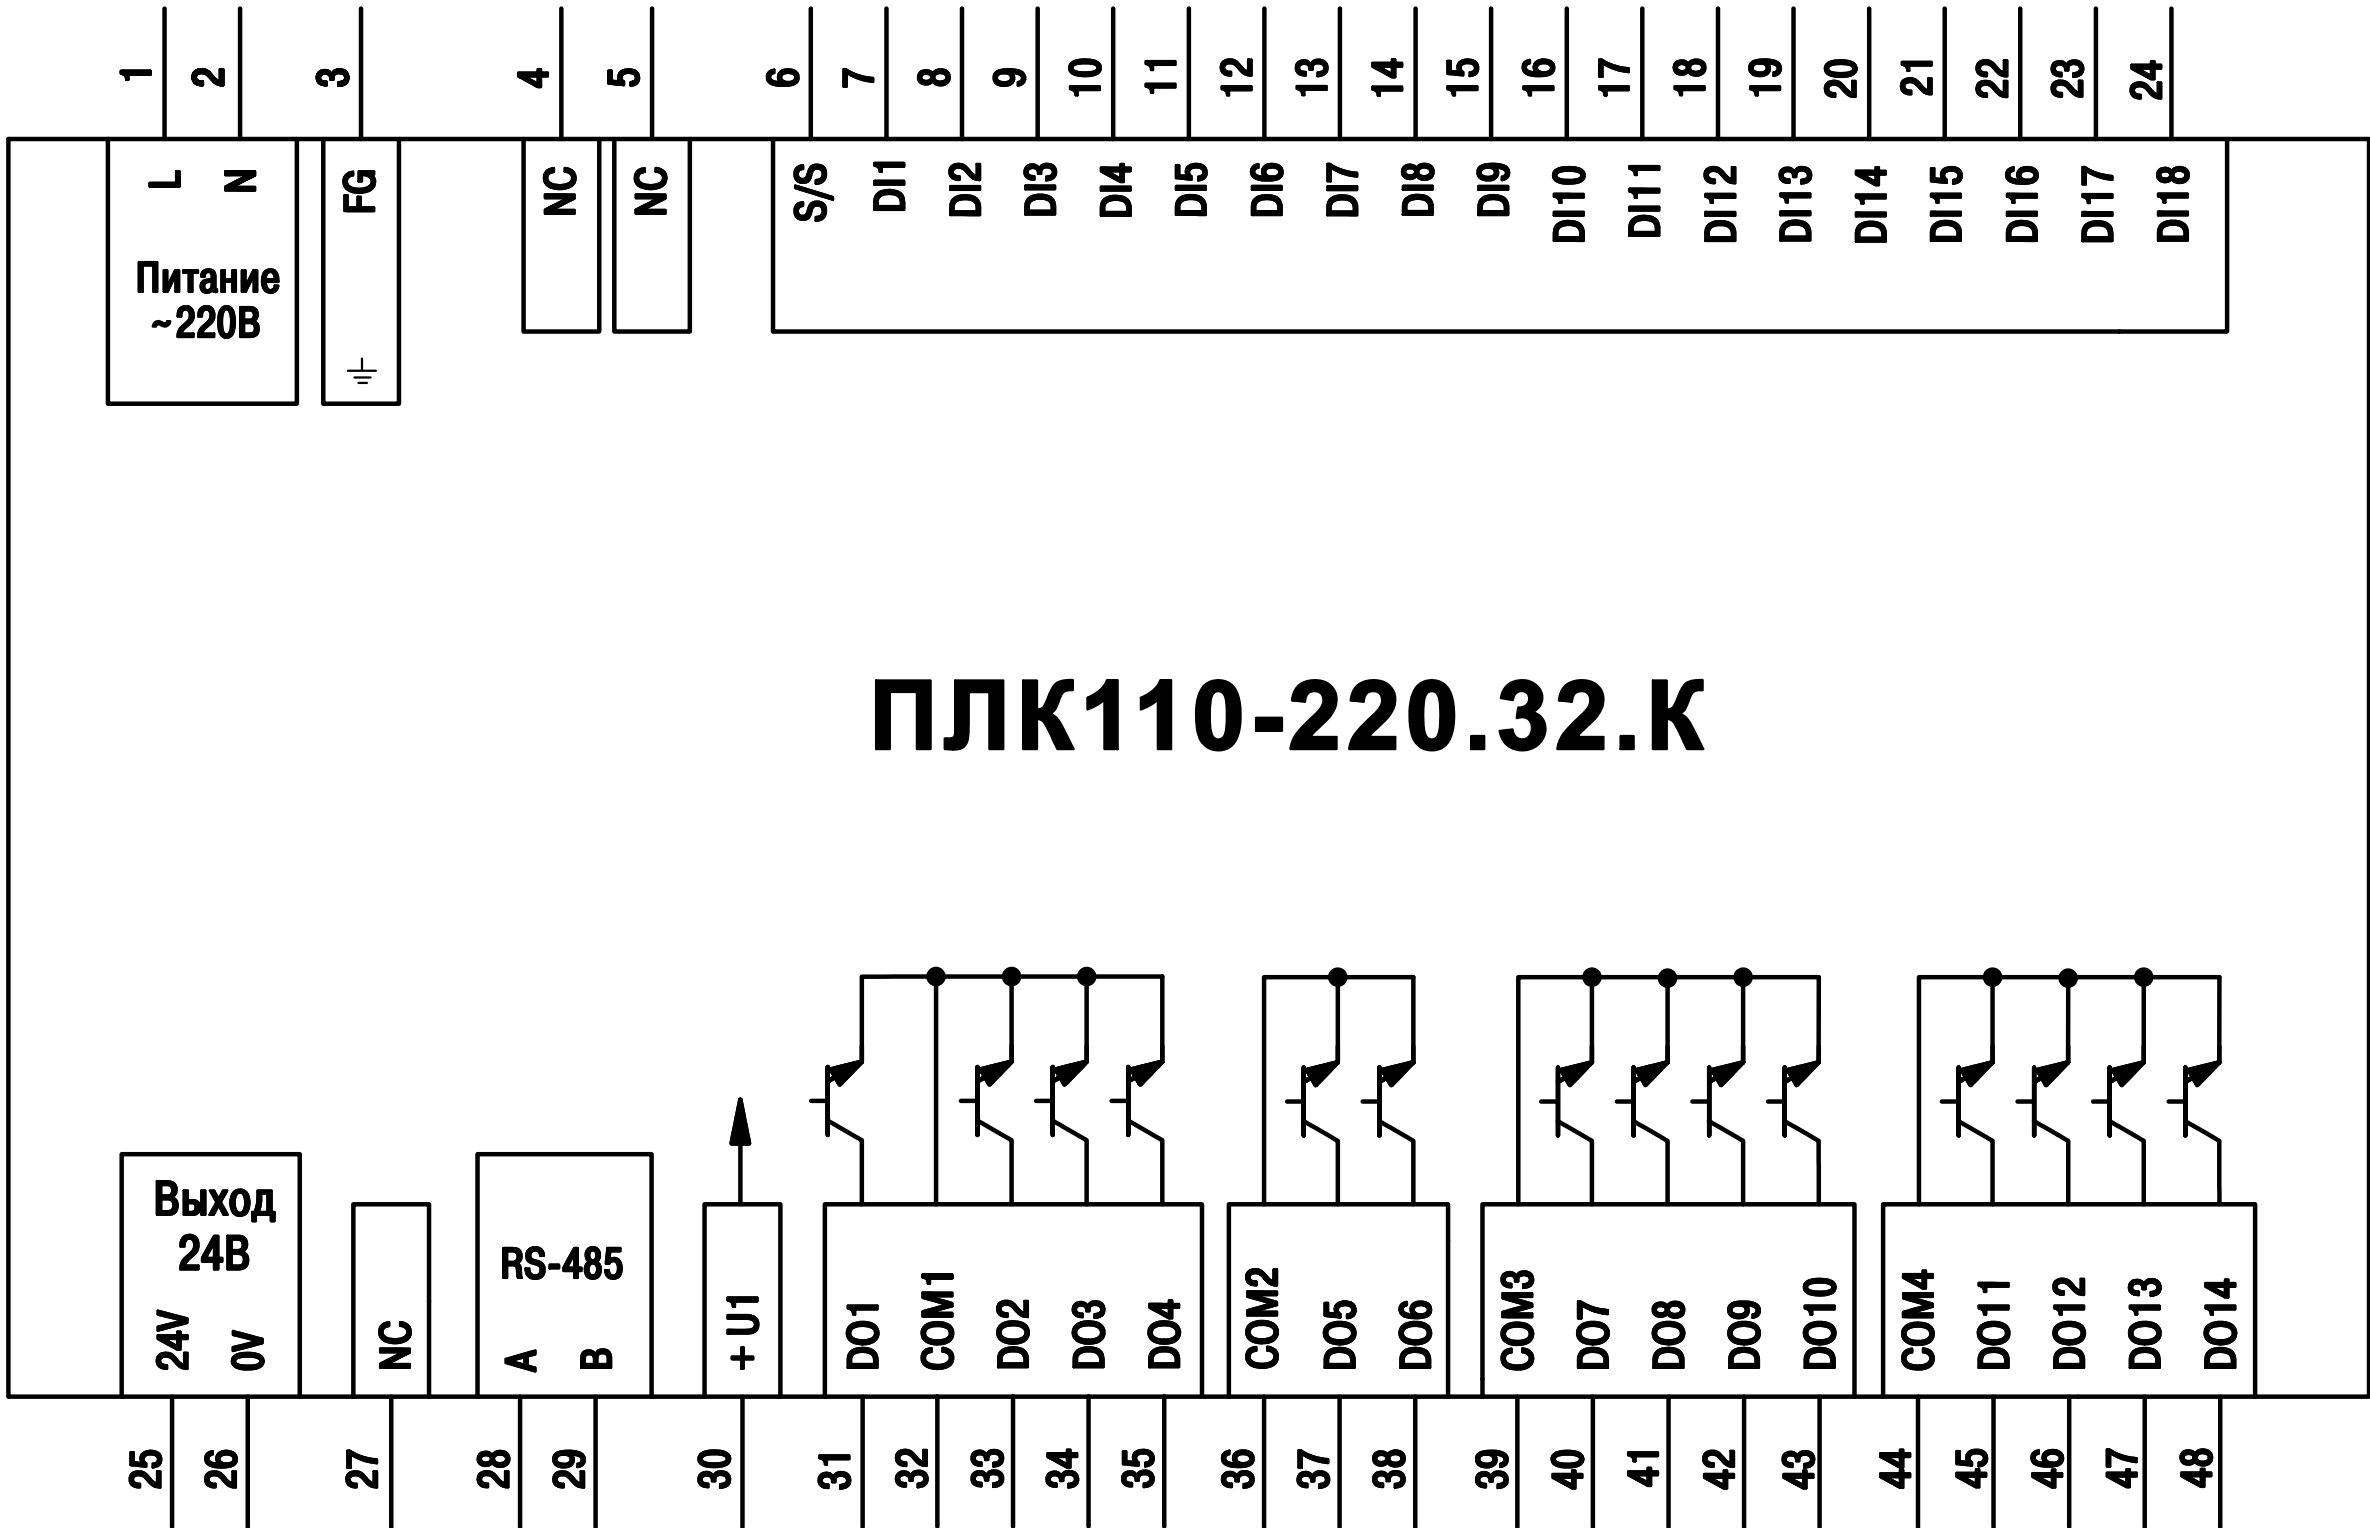 1 2 3 4 5 6 7 8 9 10 11 12 13 14 15 16 17 18 19 20 21 22 23 24
L N FG NC NC S/S DI1 DI2 DI3 DI4 DI5 DI6 DI7 DI8 DI9 DI10 DI11 DI12 DI13 DI14 DI15 DI16 DI17 DI18
Питание
~220В
ПЛК110-220.32.К
Выход
24В
RS-485
24V 0V NC A B +U1 DO1 COM1 DO2 DO3 DO4 COM2 DO5 DO6 COM3 DO7 DO8 DO9 DO10 COM4 DO11 DO12 DO13 DO14
25 26 27 28 29 30 31 32 33 34 35 36 37 38 39 40 41 42 43 44 45 46 47 48